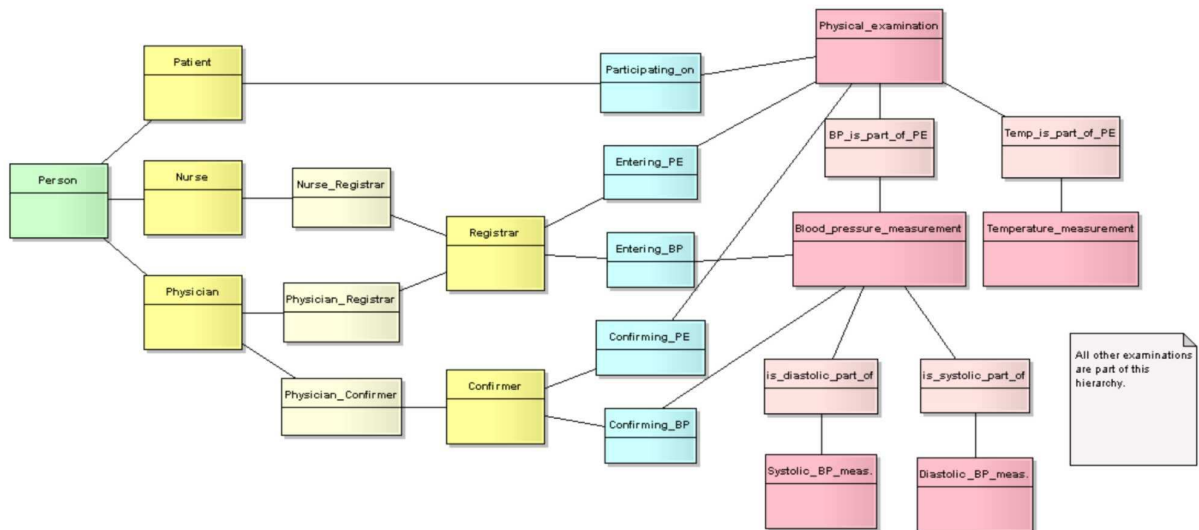 Physical_examination
Patient
Participating_on
BP_is_part_of_PE
Temp_is_part_of_PE
Entering_PE
Person
Nurse
Nurse_Registrar
Registrar
Blood_pressure_measurement
Temperature_measurement
Entering_BP
Physician
Physician_Registrar
Confirming_PE
All other examinations
are part of this
hierarchy.
is_diastolic_part_of
is_systolic_part_of
Physician_Confirmer
Confirmer
Confirming_BP
Systolic_BP_meas.
Diastolic_BP_meas.